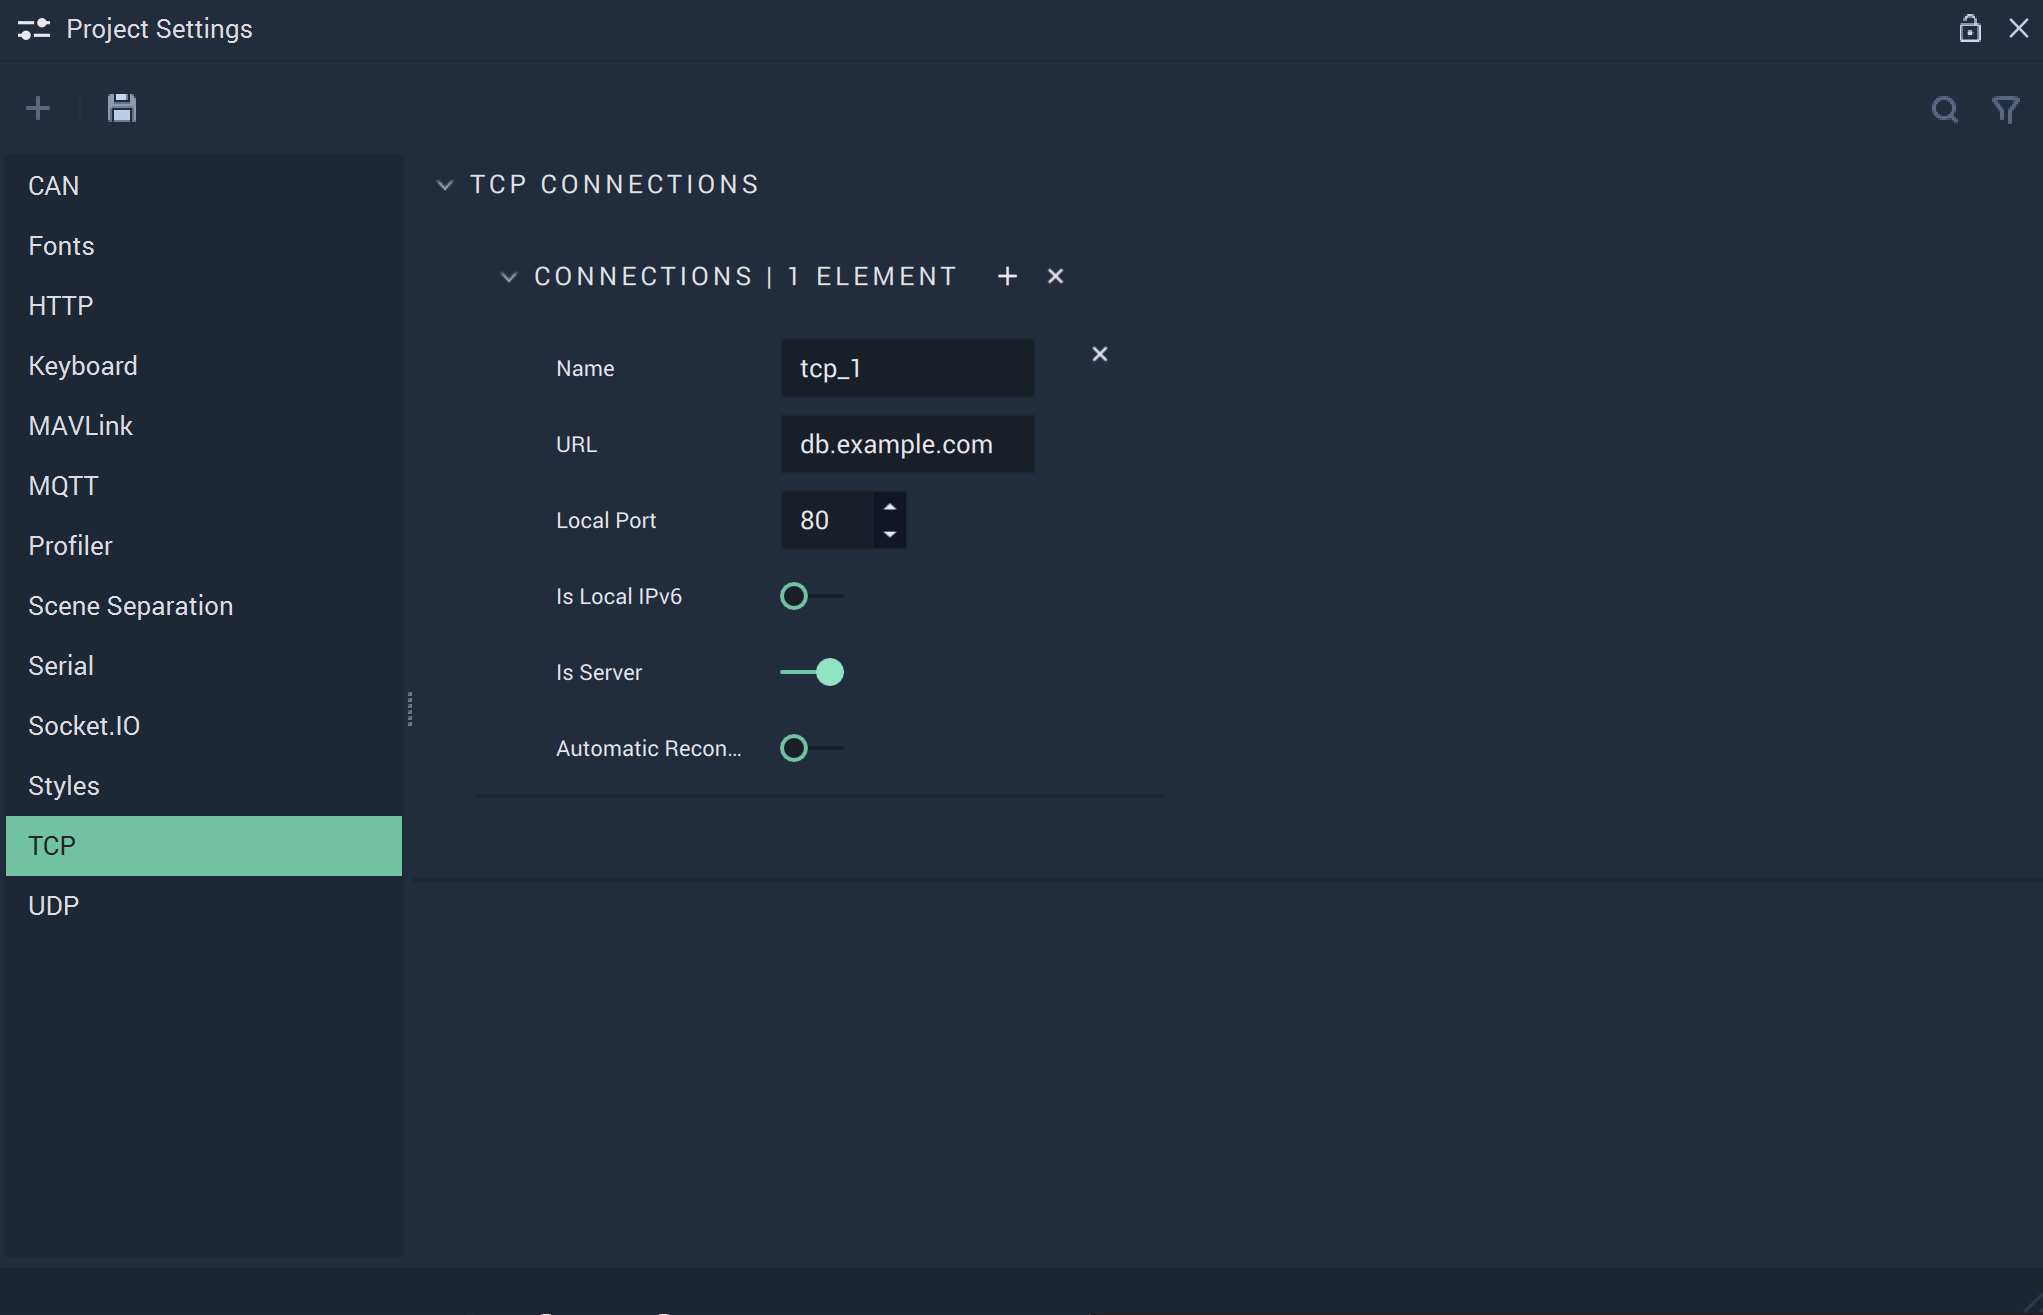 Project Settings
CAN
Fonts
HTTP
Keyboard
MAVLink
MQTT
Profiler
Scene Separation
Serial
Socket.IO
Styles
TCP
UDP
TCP CONNECTIONS
CONNECTIONS | 1 ELEMENT
Name tcp_1
URL db.example.com
Local Port 80
Is Local IPv6
Is Server
Automatic Recon...